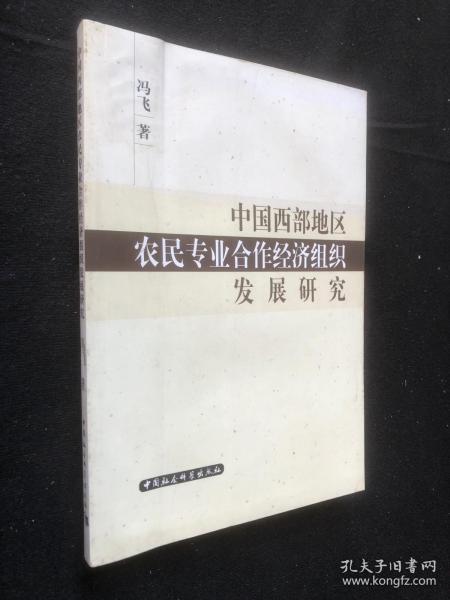 冯飞 著
中国西部地区
农民专业合作经济组织
发展研究
中国社会科学出版社
孔夫子旧书网
www.kongfz.com